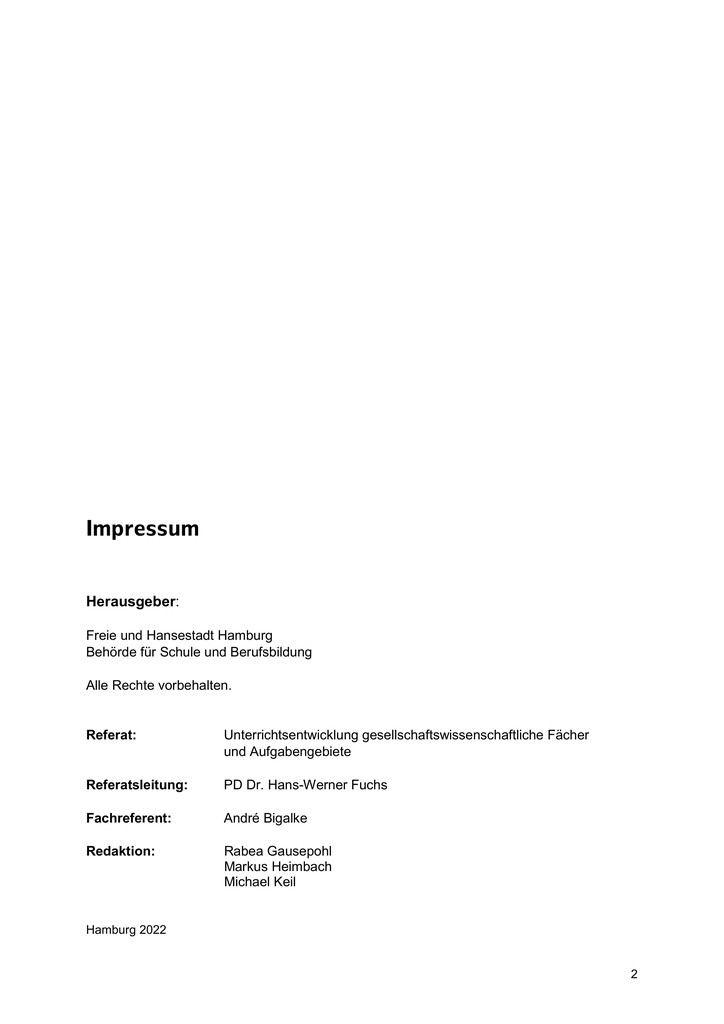 Impressum
Herausgeber:
Freie und Hansestadt Hamburg
Behörde für Schule und Berufsbildung
Alle Rechte vorbehalten.
Referat: Unterrichtsentwicklung gesellschaftswissenschaftliche Fächer
und Aufgabengebiete
Referatsleitung: PD Dr. Hans-Werner Fuchs
Fachreferent: André Bigalke
Redaktion: Rabea Gausepohl
Markus Heimbach
Michael Keil
Hamburg 2022
2